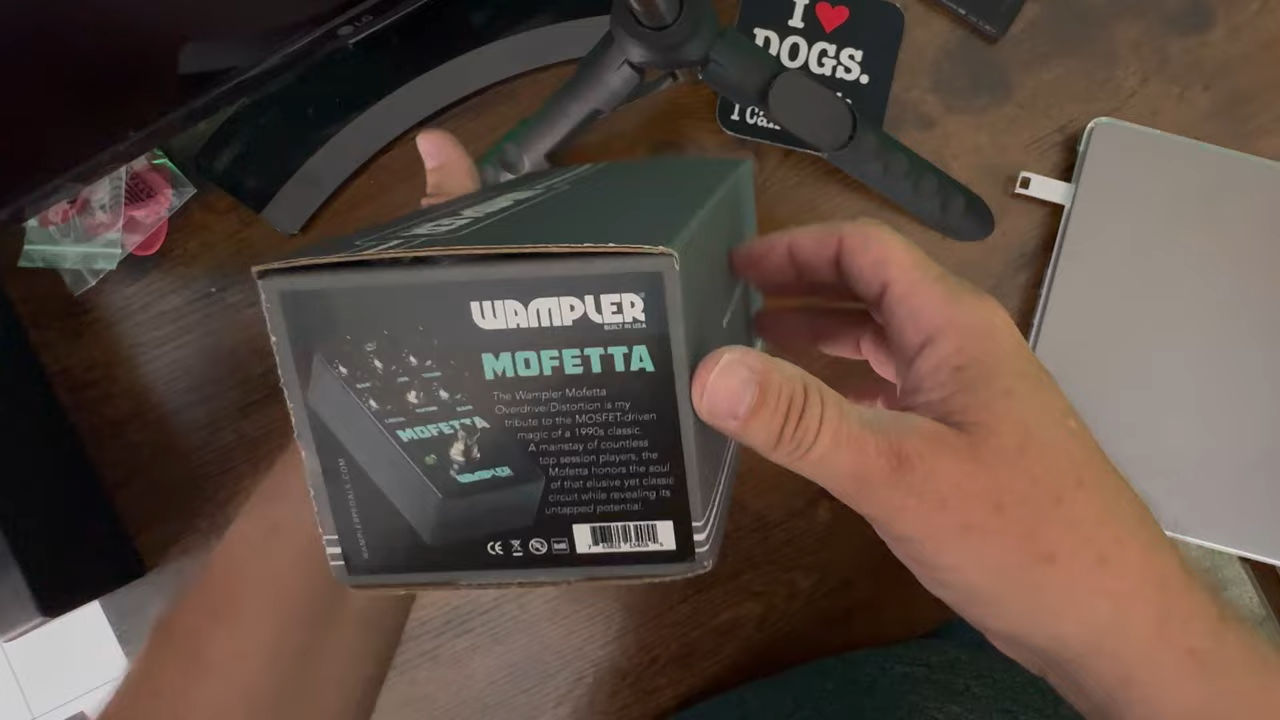 LG
I ❤ DOGS.
I Can
WAMPLER
BUILT IN USA
MOFETTA
The Wampler Mofetta
Overdrive/Distortion is my
tribute to the MOSFET-driven
magic of a 1990s classic.
A mainstay of countless
top session players, the
Mofetta honors the soul
of that elusive yet classic
circuit while revealing its
untapped potential.
MOFETTA
WAMPLER
WAMPLERPEDALS.COM
CE